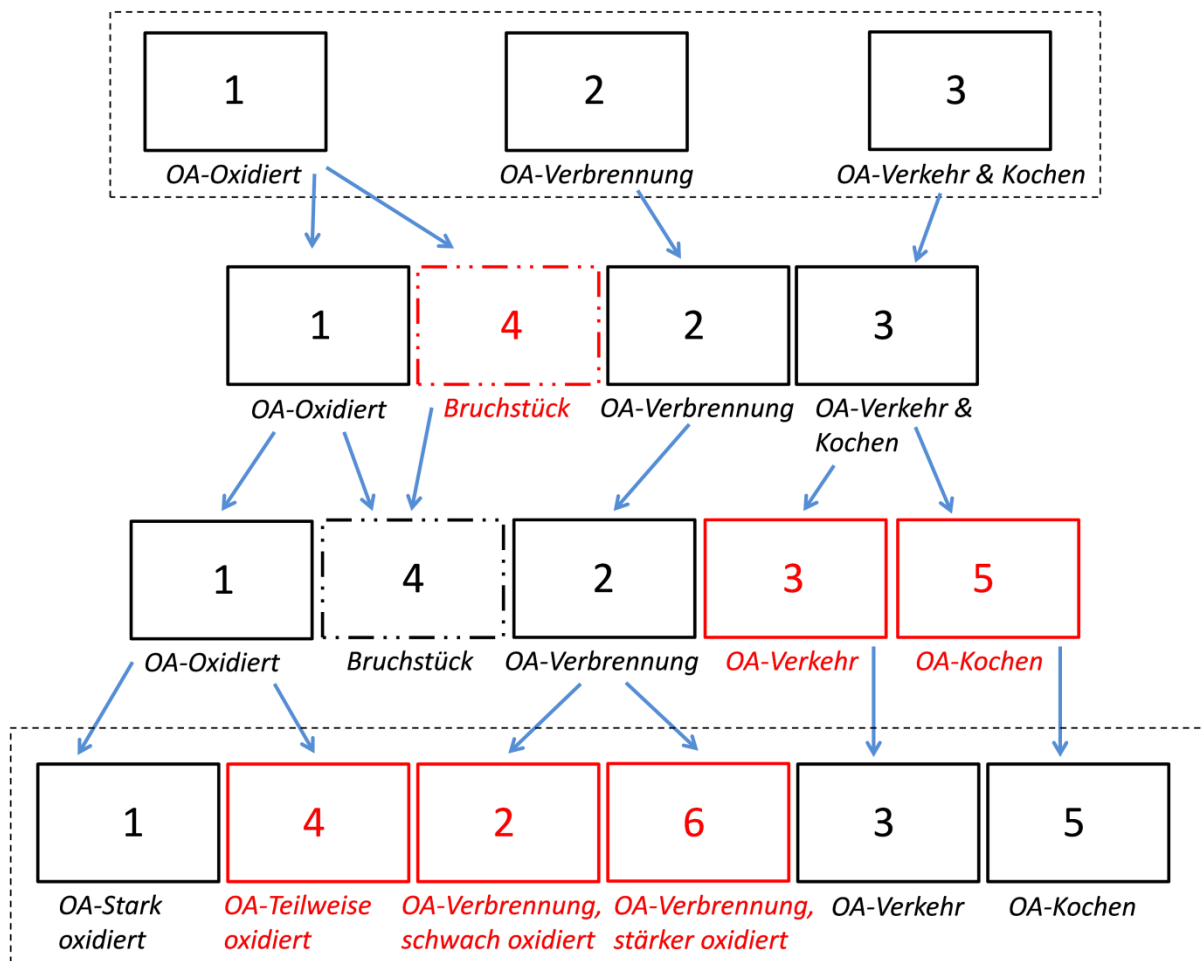 1
2
3
OA-Oxidiert
OA-Verbrennung
OA-Verkehr & Kochen
1
4
2
3
OA-Oxidiert
Bruchstück
OA-Verbrennung
OA-Verkehr &
Kochen
1
4
2
3
5
OA-Oxidiert
Bruchstück
OA-Verbrennung
OA-Verkehr
OA-Kochen
1
4
2
6
3
5
OA-Stark
oxidiert
OA-Teilweise
oxidiert
OA-Verbrennung,
schwach oxidiert
OA-Verbrennung,
stärker oxidiert
OA-Verkehr
OA-Kochen